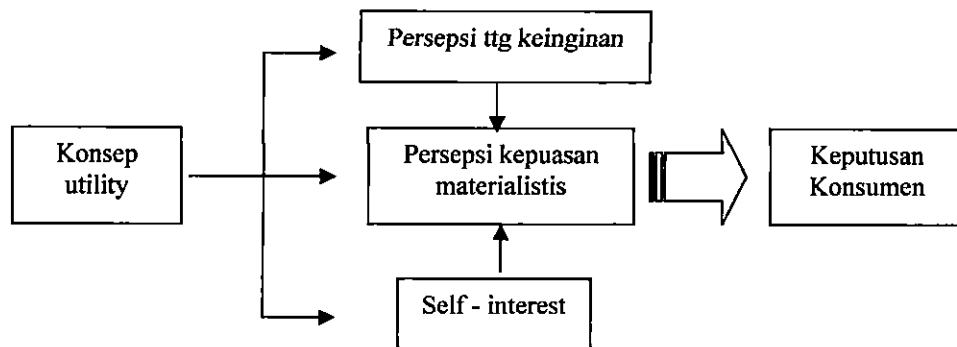 Persepsi ttg keinginan
Konsep
utility
Persepsi kepuasan
materialistis
Keputusan
Konsumen
Self - interest